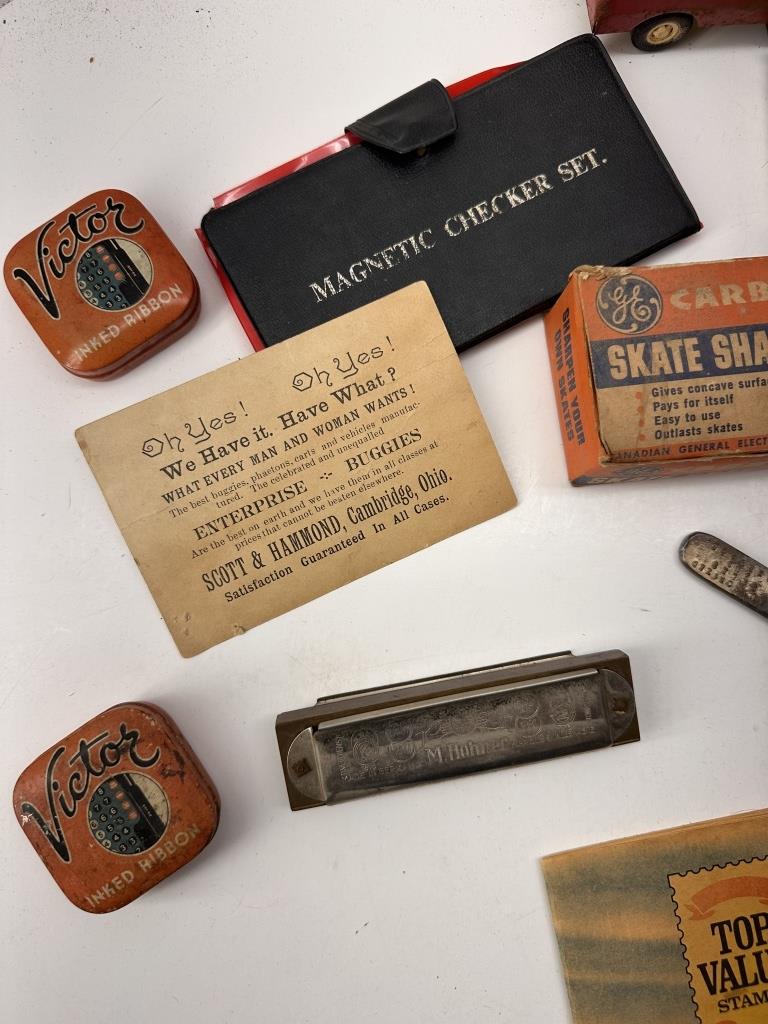 MAGNETIC CHECKER SET.
Victor
INKED RIBBON
GE CARB
SKATE SHA
Gives concave surfa
Pays for itself
Easy to use
Outlasts skates
CANADIAN GENERAL ELECT
SHARPEN YOUR
OWN SKATES
Oh Yes! Oh Yes!
We Have it. Have What?
WHAT EVERY MAN AND WOMAN WANTS!
The best buggies, phaetons, carts and vehicles manufac-
tured. The celebrated and unequalled
ENTERPRISE BUGGIES
Are the best on earth and we have them in all classes at
prices that cannot be beaten elsewhere.
SCOTT & HAMMOND, Cambridge, Ohio.
Satisfaction Guaranteed In All Cases.
M. Hohner
Victor
INKED RIBBON
TOP
VALU
STAM